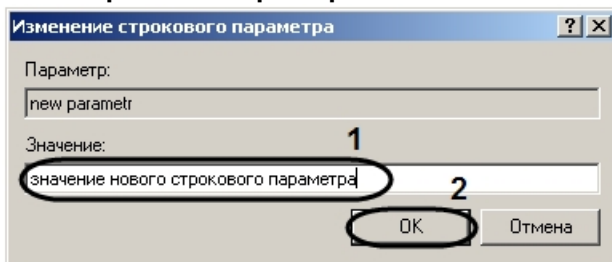 Изменение строкового параметра
Параметр:
new parametr
Значение:
1
значение нового строкового параметра
2
OK
Отмена